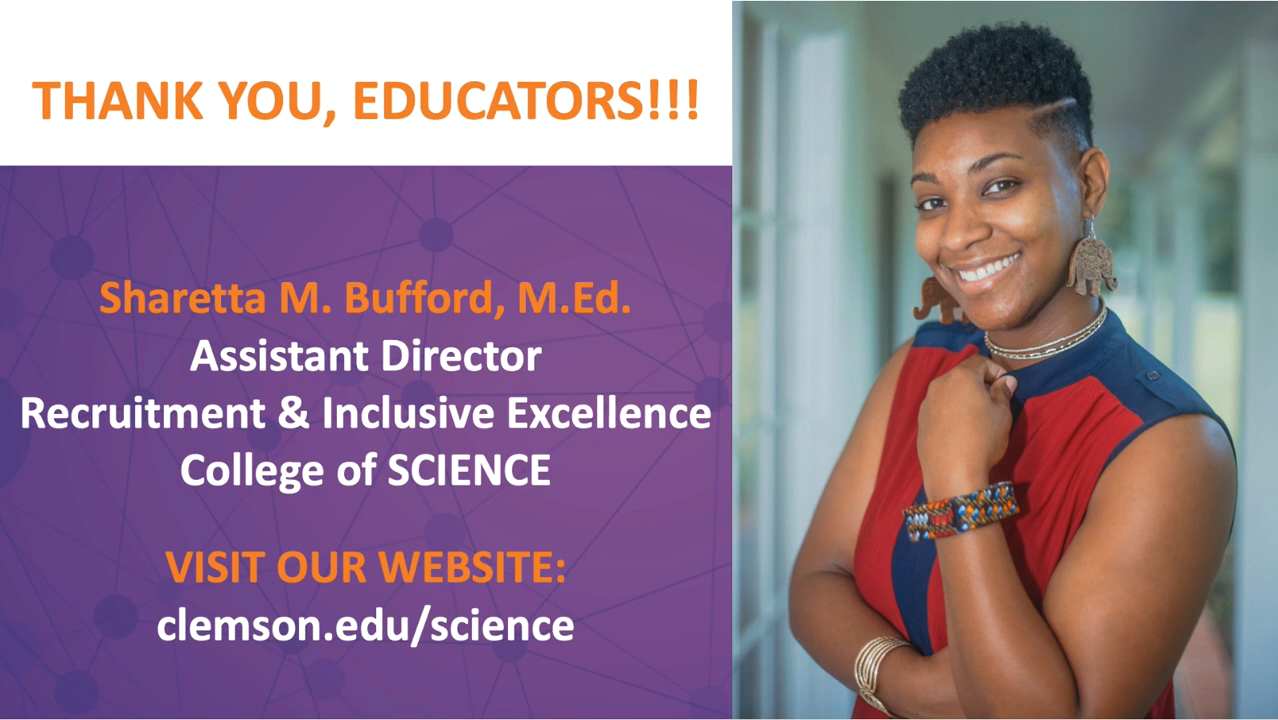 THANK YOU, EDUCATORS!!!
Sharetta M. Bufford, M.Ed.
Assistant Director
Recruitment & Inclusive Excellence
College of SCIENCE
VISIT OUR WEBSITE:
clemson.edu/science